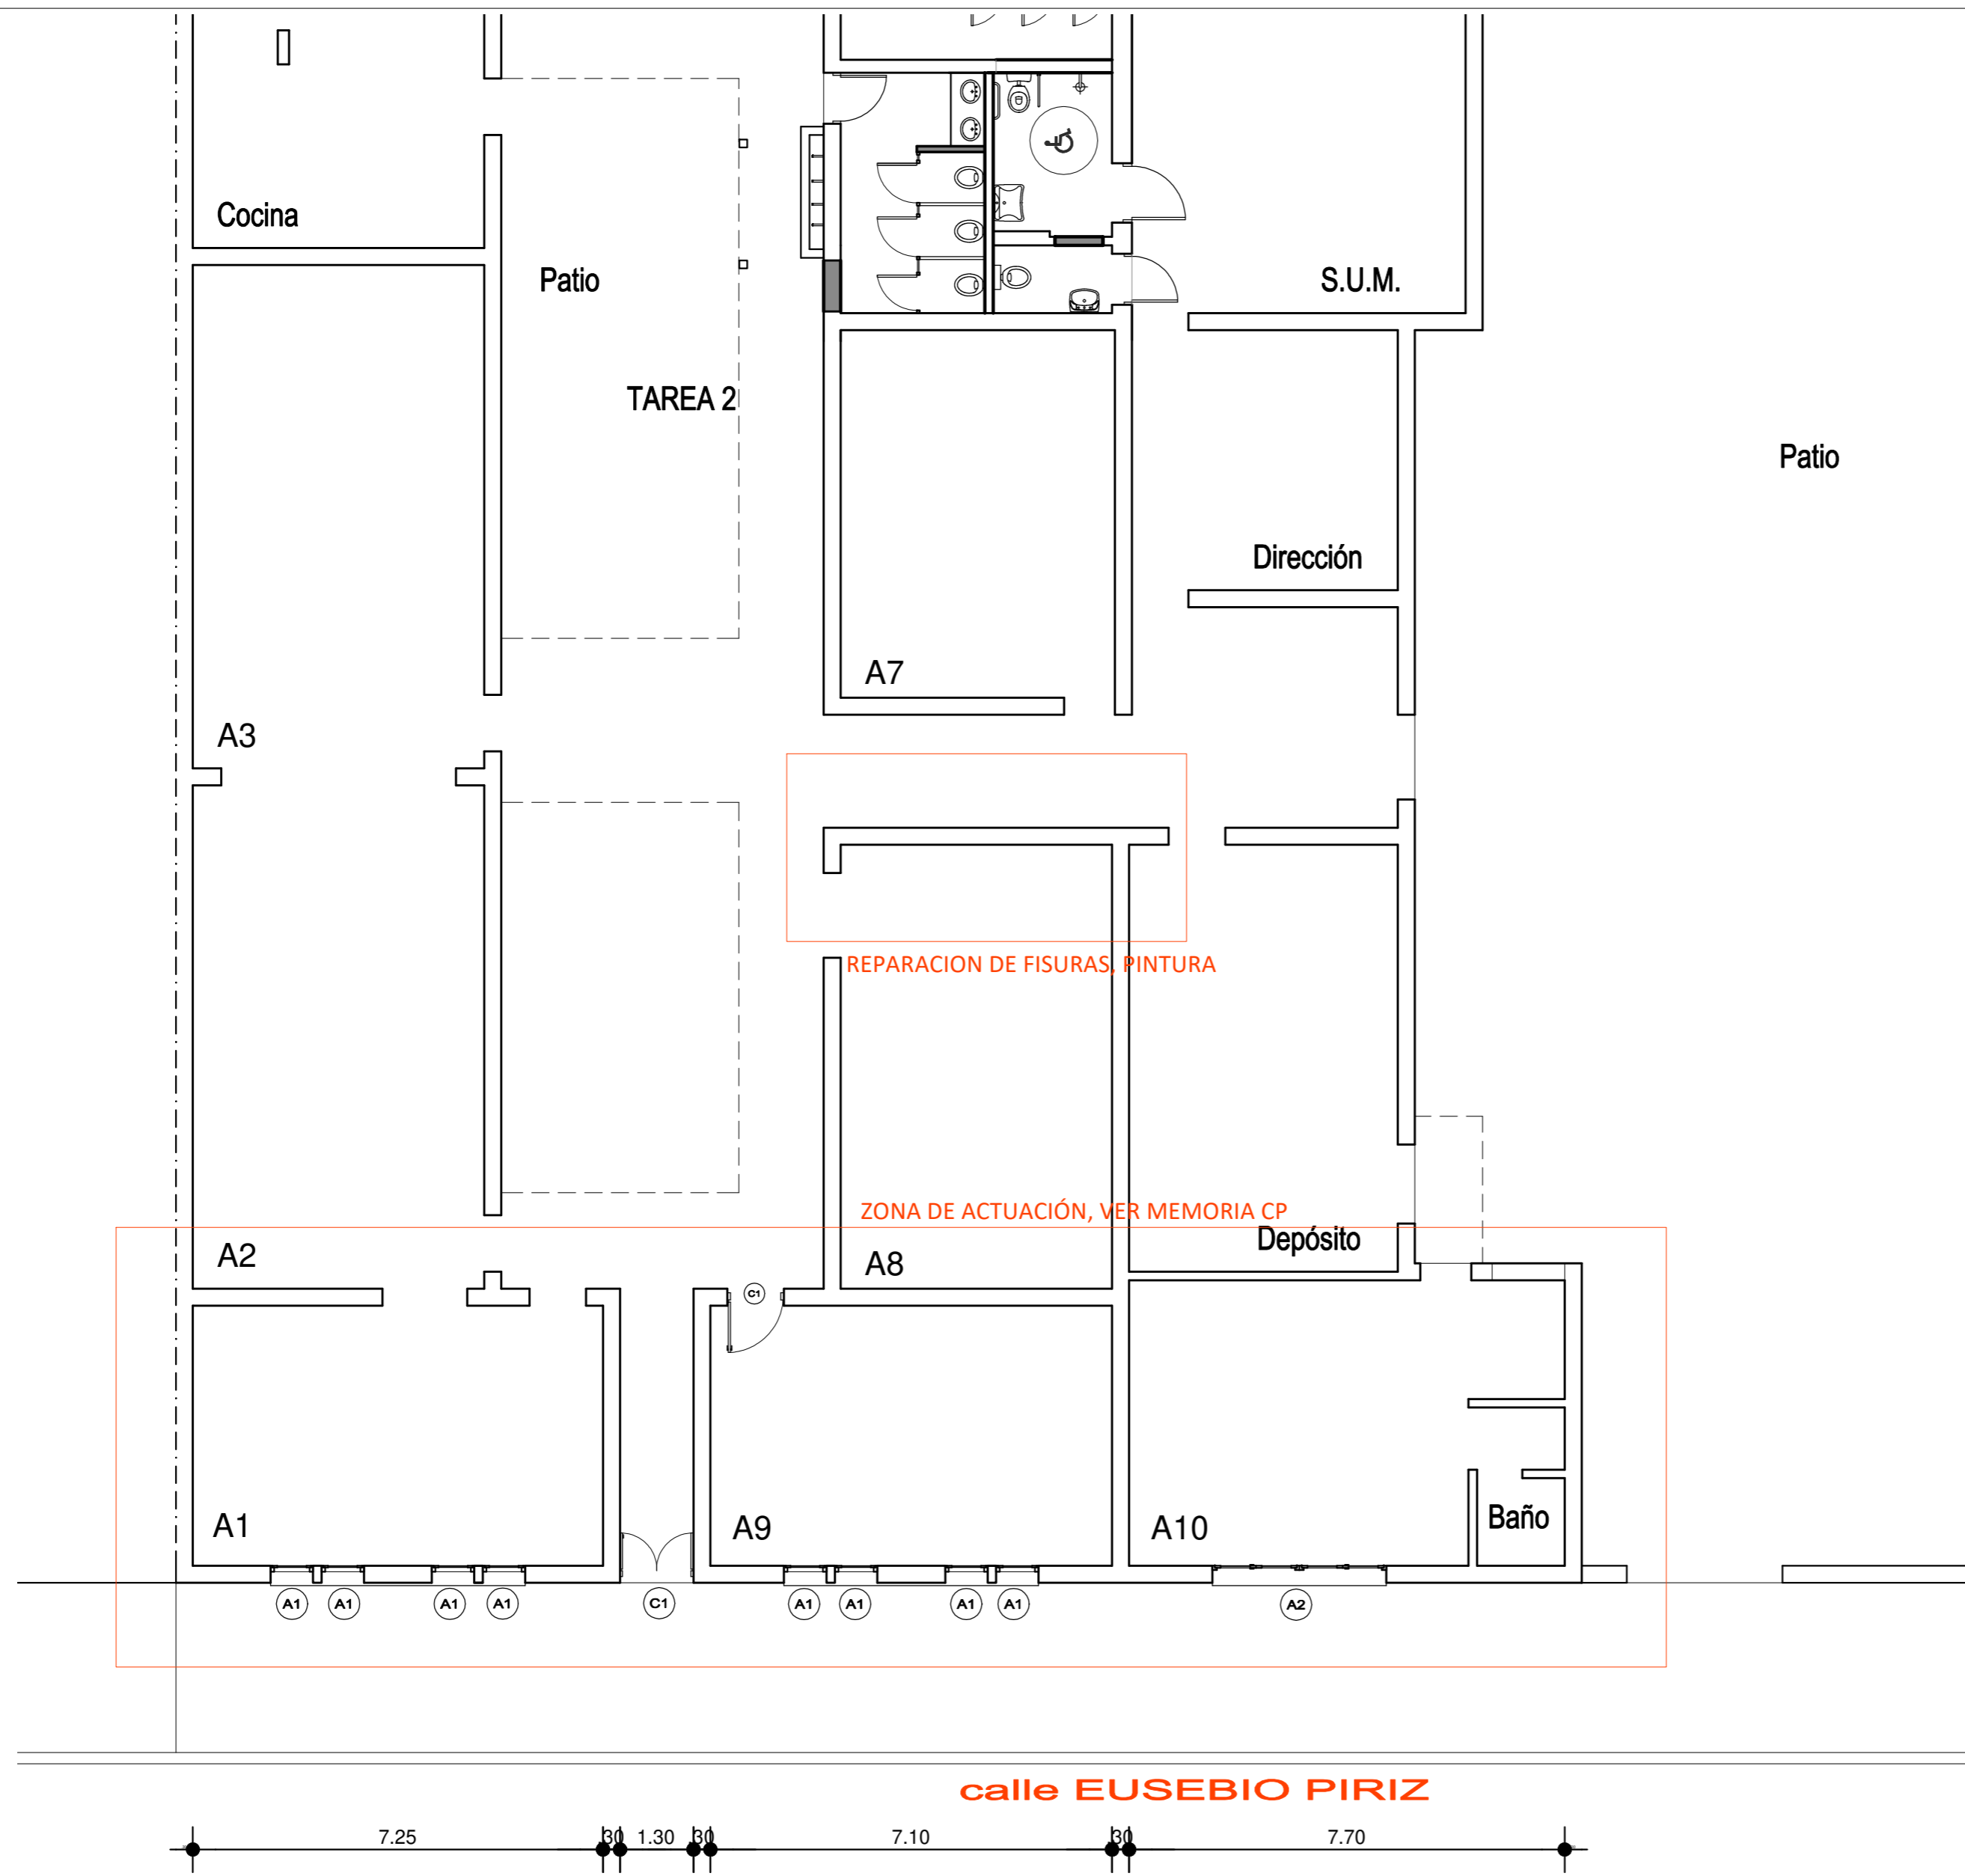 Cocina
Patio
S.U.M.
TAREA 2
Patio
Dirección
A7
A3
REPARACION DE FISURAS, PINTURA
ZONA DE ACTUACIÓN, VER MEMORIA CP
Depósito
A2
A8
C1
A1
A9
A10
Baño
A1 A1 A1 A1 C1 A1 A1 A1 A1 A2
calle EUSEBIO PIRIZ
7.25 .30 1.30 .30 7.10 .30 7.70